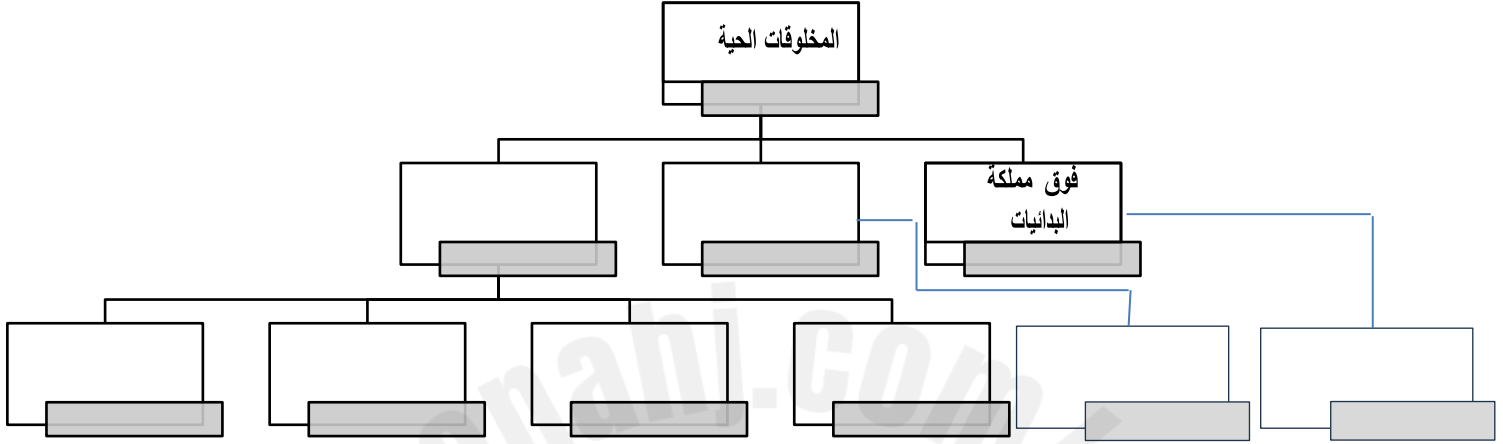 المخلوقات الحية
فوق مملكة
البدائيات